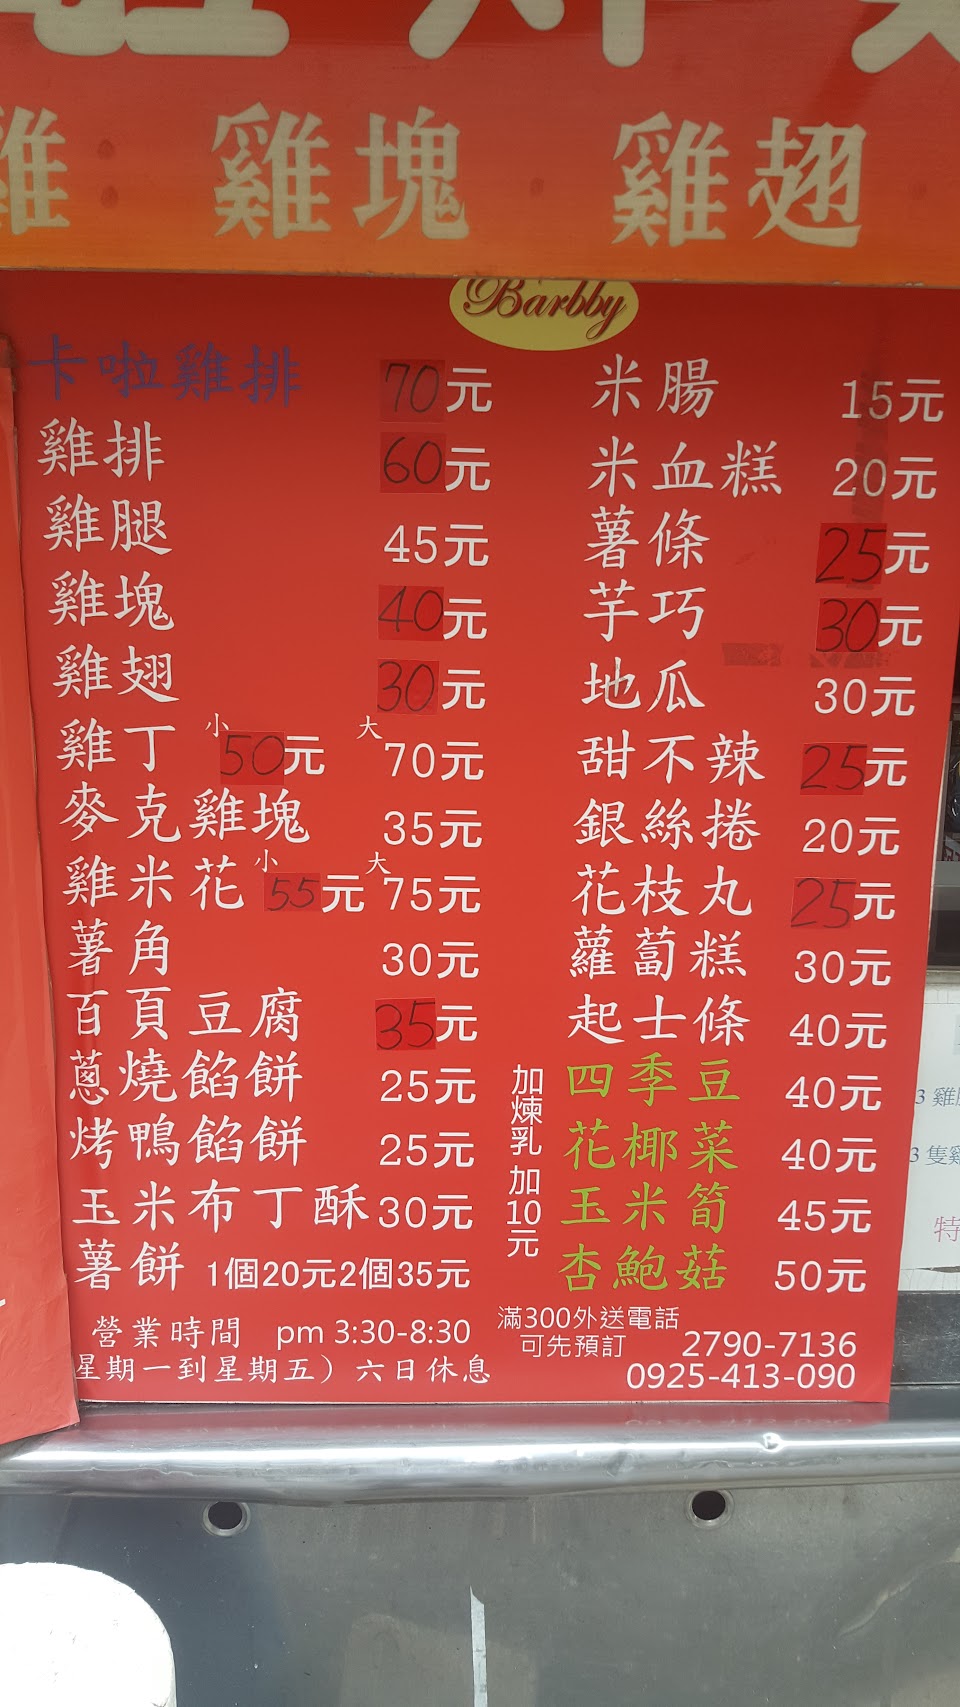 雞 雞塊 雞翅
Barbby
卡啦雞排 70元
雞排 60元
雞腿 45元
雞塊 40元
雞翅 30元
雞丁 小 50元 大 70元
麥克雞塊 35元
雞米花 小 55元 大 75元
薯角 30元
百頁豆腐 35元
蔥燒餡餅 25元
烤鴨餡餅 25元
玉米布丁酥 30元
薯餅 1個20元2個35元
米腸 15元
米血糕 20元
薯條 25元
芋巧 30元
地瓜 30元
甜不辣 25元
銀絲捲 20元
花枝丸 25元
蘿蔔糕 30元
起士條 40元
四季豆 40元
花椰菜 40元
玉米筍 45元
杏鮑菇 50元
加煉乳加10元
營業時間 pm 3:30-8:30
星期一到星期五）六日休息
滿300外送電話
可先預訂 2790-7136
0925-413-090
3 雞
3 隻雞
特